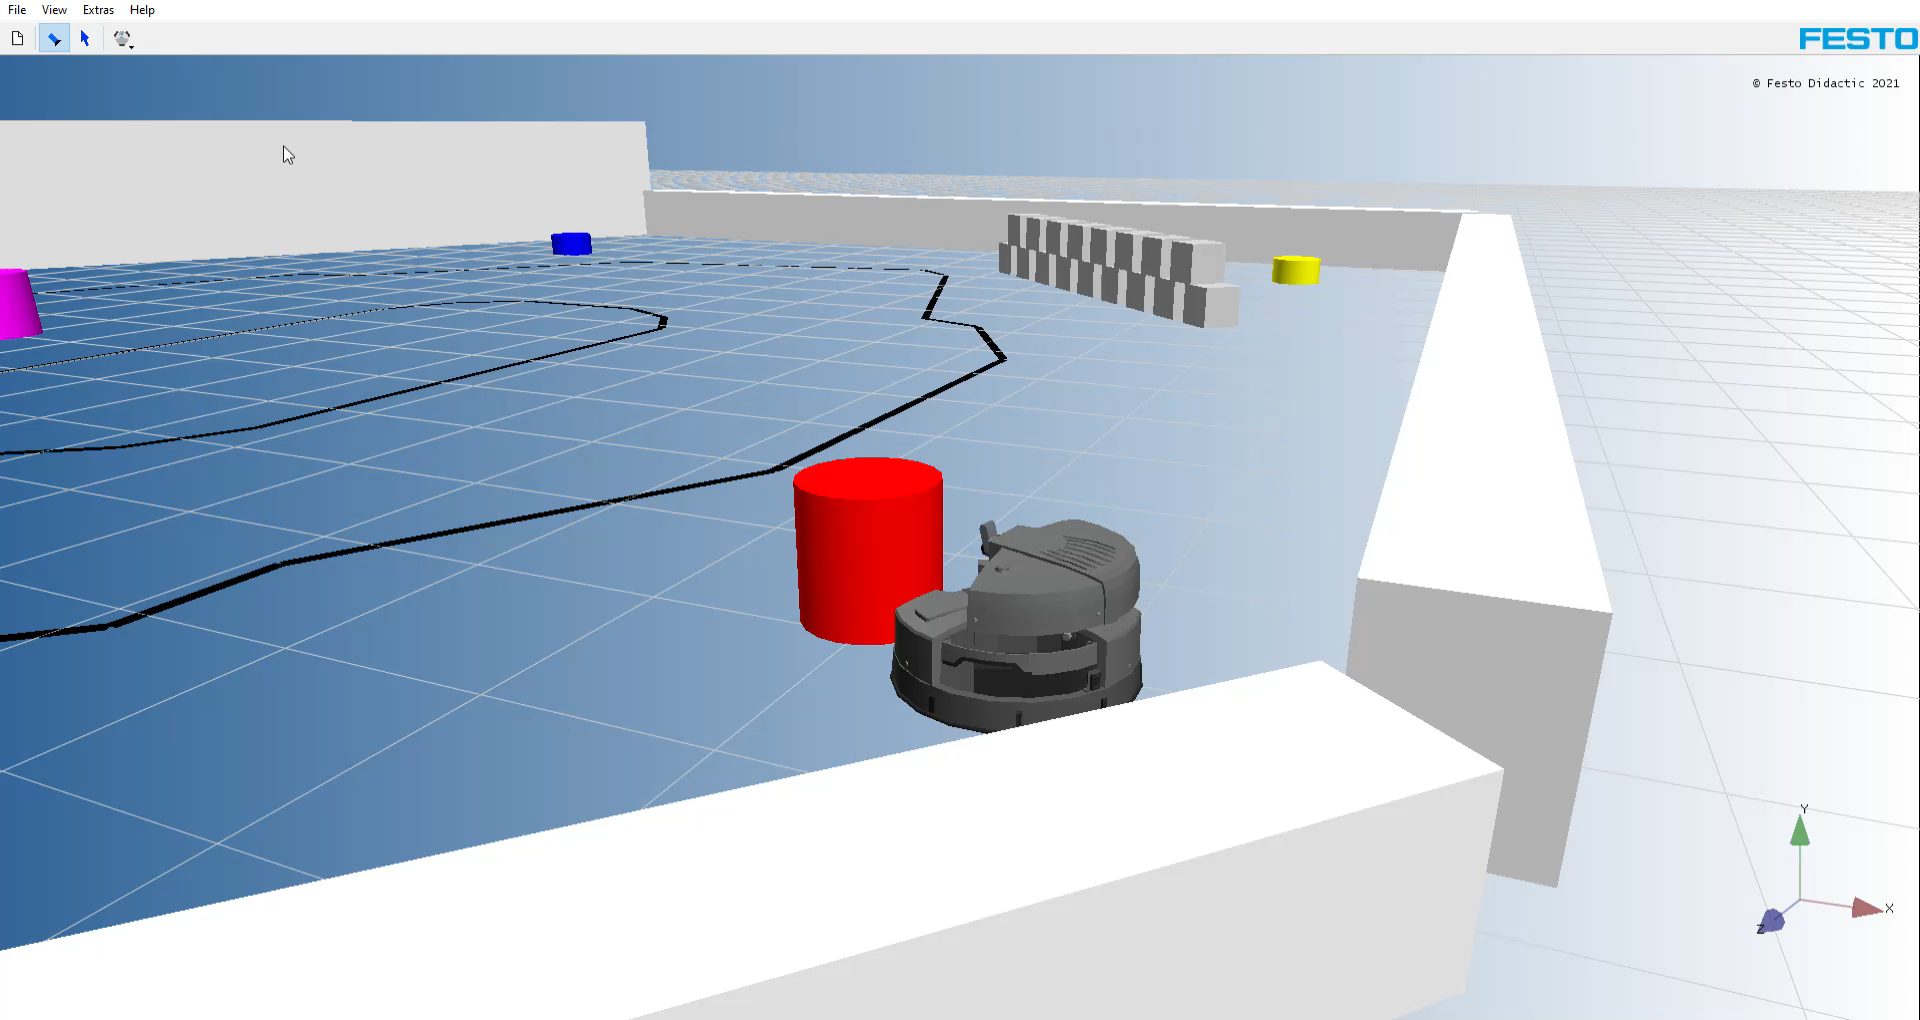 File View Extras Help
FESTO
© Festo Didactic 2021
Y
X
Z